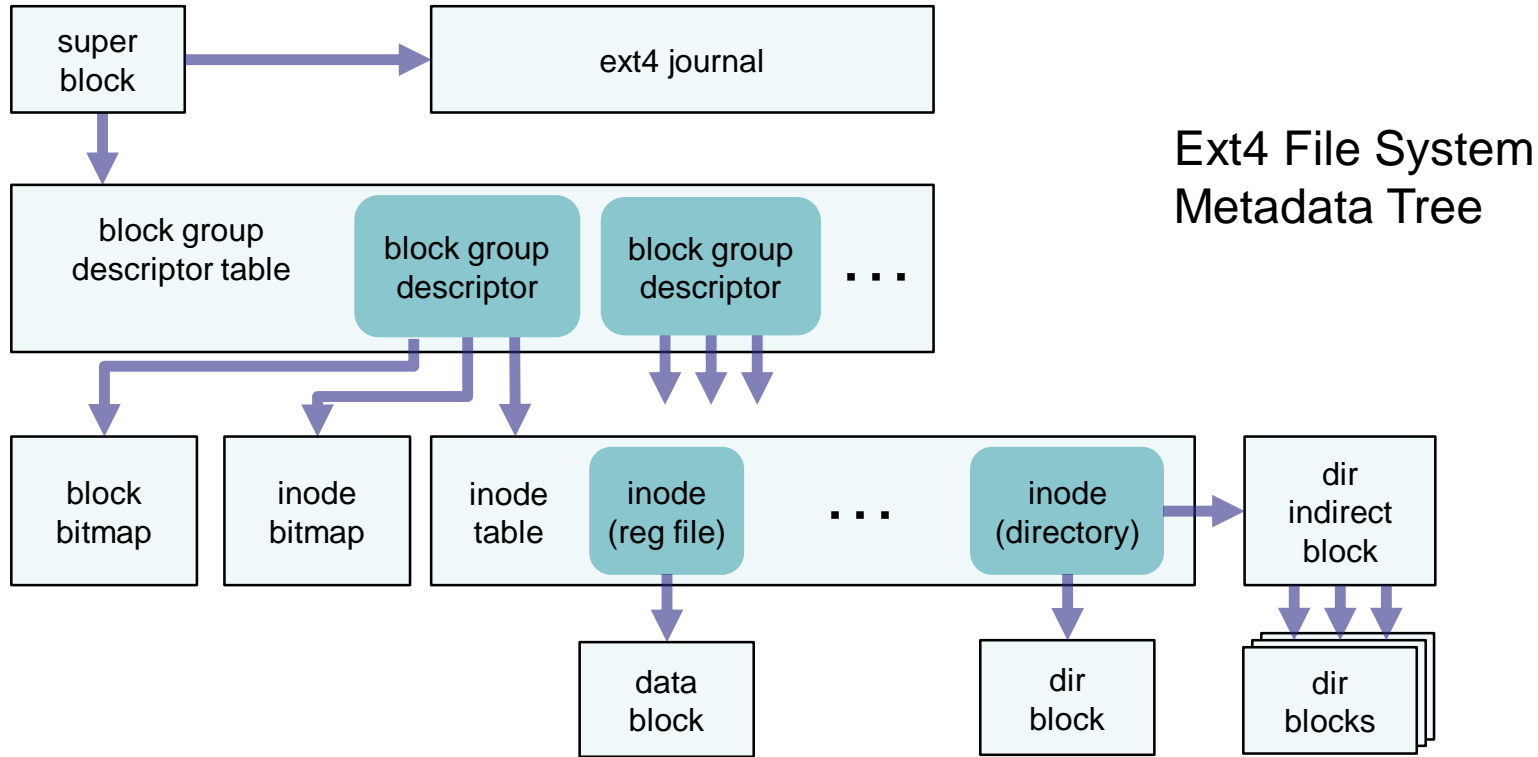 super
block
ext4 journal
Ext4 File System
Metadata Tree
block group
descriptor table
block group
descriptor
block group
descriptor
...
block
bitmap
inode
bitmap
inode
table
inode
(reg file)
...
inode
(directory)
dir
indirect
block
data
block
dir
block
dir
blocks